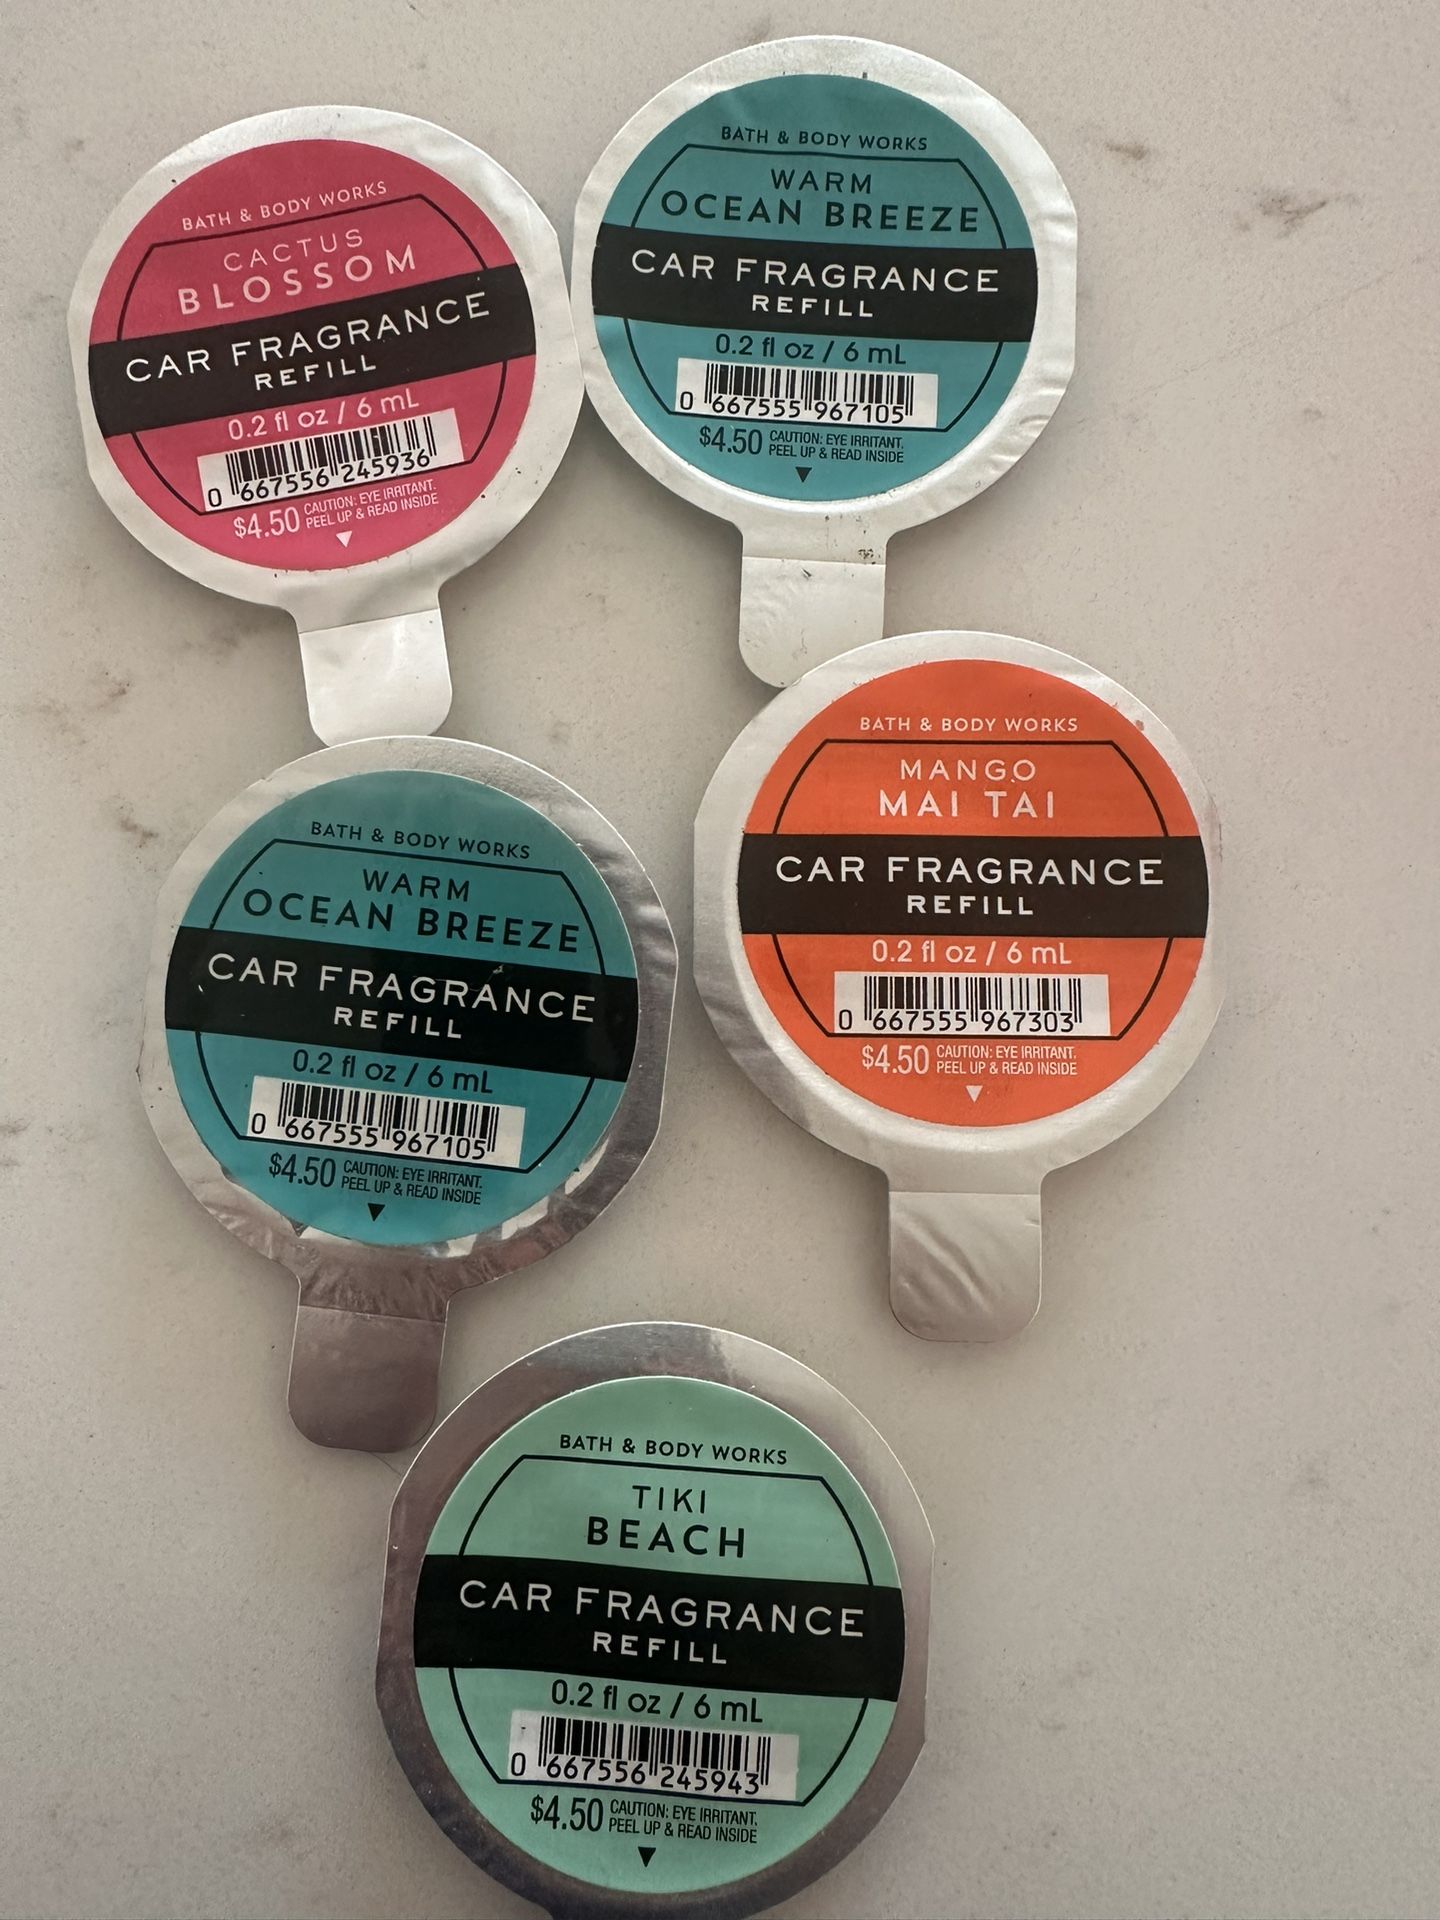 BATH & BODY WORKS
CACTUS
BLOSSOM
CAR FRAGRANCE
REFILL
0.2 fl oz / 6 mL
0 667556 245936
$4.50 CAUTION: EYE IRRITANT.
PEEL UP & READ INSIDE
BATH & BODY WORKS
WARM
OCEAN BREEZE
CAR FRAGRANCE
REFILL
0.2 fl oz / 6 mL
0 667555 967105
$4.50 CAUTION: EYE IRRITANT.
PEEL UP & READ INSIDE
BATH & BODY WORKS
WARM
OCEAN BREEZE
CAR FRAGRANCE
REFILL
0.2 fl oz / 6 mL
0 667555 967105
$4.50 CAUTION: EYE IRRITANT.
PEEL UP & READ INSIDE
BATH & BODY WORKS
MANGO
MAI TAI
CAR FRAGRANCE
REFILL
0.2 fl oz / 6 mL
0 667555 967303
$4.50 CAUTION: EYE IRRITANT.
PEEL UP & READ INSIDE
BATH & BODY WORKS
TIKI
BEACH
CAR FRAGRANCE
REFILL
0.2 fl oz / 6 mL
0 667556 245943
$4.50 CAUTION: EYE IRRITANT.
PEEL UP & READ INSIDE